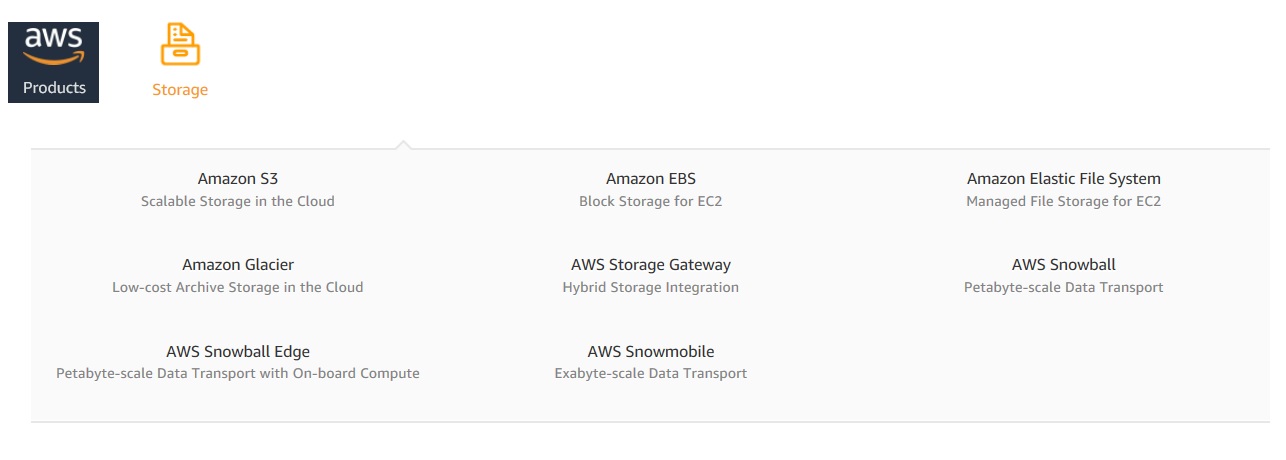 aws
Products
Storage
Amazon S3
Scalable Storage in the Cloud
Amazon EBS
Block Storage for EC2
Amazon Elastic File System
Managed File Storage for EC2
Amazon Glacier
Low-cost Archive Storage in the Cloud
AWS Storage Gateway
Hybrid Storage Integration
AWS Snowball
Petabyte-scale Data Transport
AWS Snowball Edge
Petabyte-scale Data Transport with On-board Compute
AWS Snowmobile
Exabyte-scale Data Transport